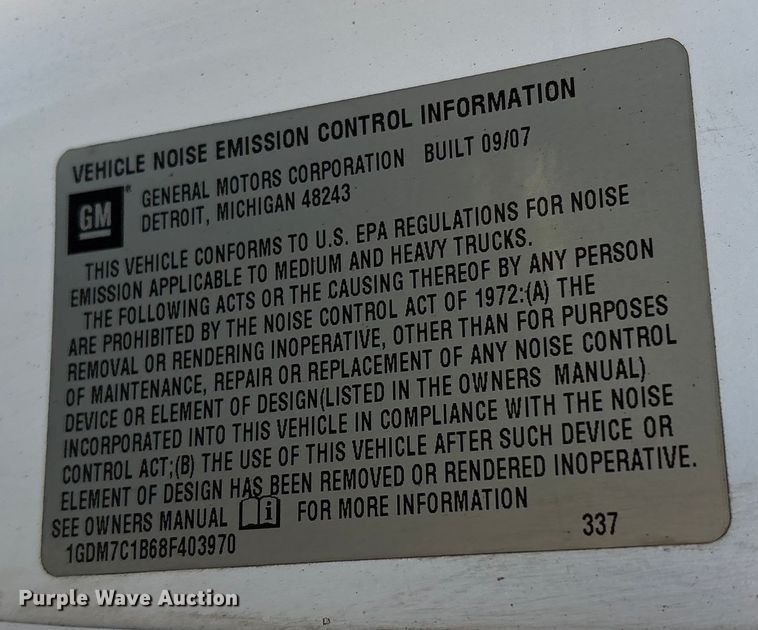 VEHICLE NOISE EMISSION CONTROL INFORMATION
GM ® GENERAL MOTORS CORPORATION BUILT 09/07
DETROIT, MICHIGAN 48243
THIS VEHICLE CONFORMS TO U.S. EPA REGULATIONS FOR NOISE
EMISSION APPLICABLE TO MEDIUM AND HEAVY TRUCKS.
THE FOLLOWING ACTS OR THE CAUSING THEREOF BY ANY PERSON
ARE PROHIBITED BY THE NOISE CONTROL ACT OF 1972:(A) THE
REMOVAL OR RENDERING INOPERATIVE, OTHER THAN FOR PURPOSES
OF MAINTENANCE, REPAIR OR REPLACEMENT OF ANY NOISE CONTROL
DEVICE OR ELEMENT OF DESIGN(LISTED IN THE OWNERS MANUAL)
INCORPORATED INTO THIS VEHICLE IN COMPLIANCE WITH THE NOISE
CONTROL ACT;(B) THE USE OF THIS VEHICLE AFTER SUCH DEVICE OR
ELEMENT OF DESIGN HAS BEEN REMOVED OR RENDERED INOPERATIVE.
SEE OWNERS MANUAL i FOR MORE INFORMATION
1GDM7C1B68F403970 337
Purple Wave Auction